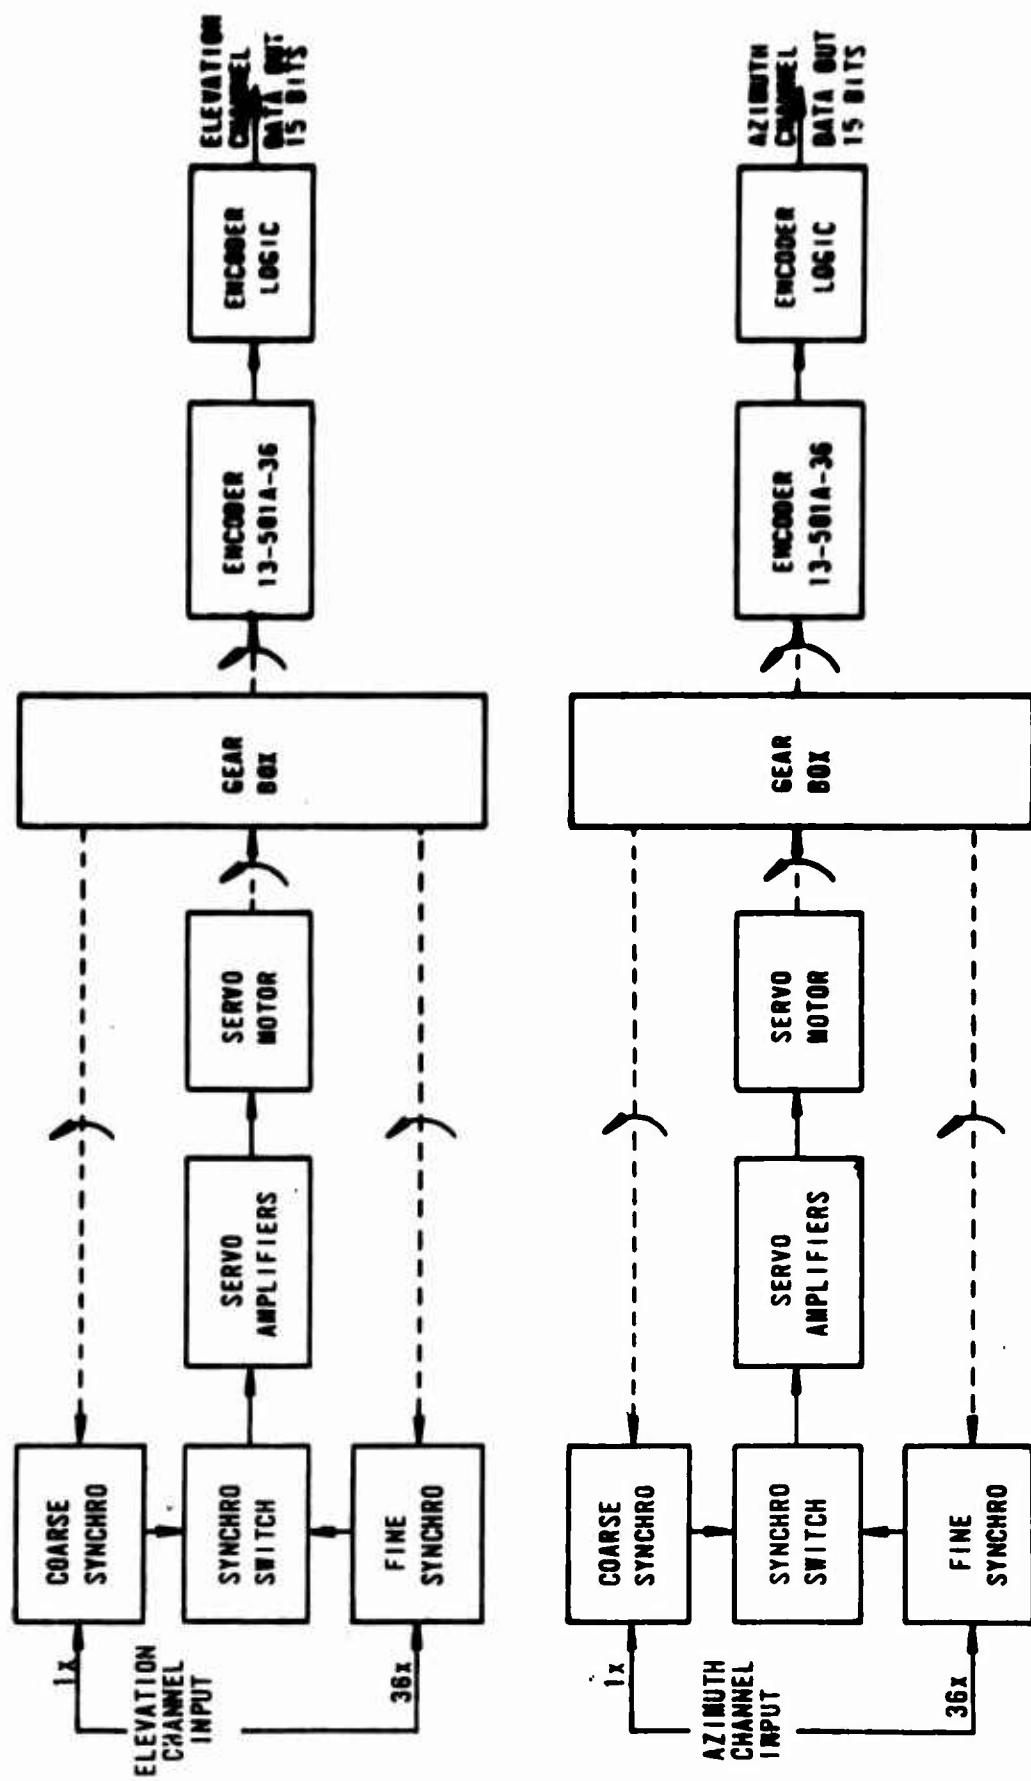 ELEVATION
CHANNEL
INPUT
1X
36X
COARSE
SYNCHRO
SYNCHRO
SWITCH
FINE
SYNCHRO
SERVO
AMPLIFIERS
SERVO
MOTOR
GEAR
BOX
ENCODER
13-501A-36
ENCODER
LOGIC
ELEVATION
CHANNEL
DATA OUT
15 BITS
AZIMUTH
CHANNEL
INPUT
1X
36X
COARSE
SYNCHRO
SYNCHRO
SWITCH
FINE
SYNCHRO
SERVO
AMPLIFIERS
SERVO
MOTOR
GEAR
BOX
ENCODER
13-501A-36
ENCODER
LOGIC
AZIMUTH
CHANNEL
DATA OUT
15 BITS